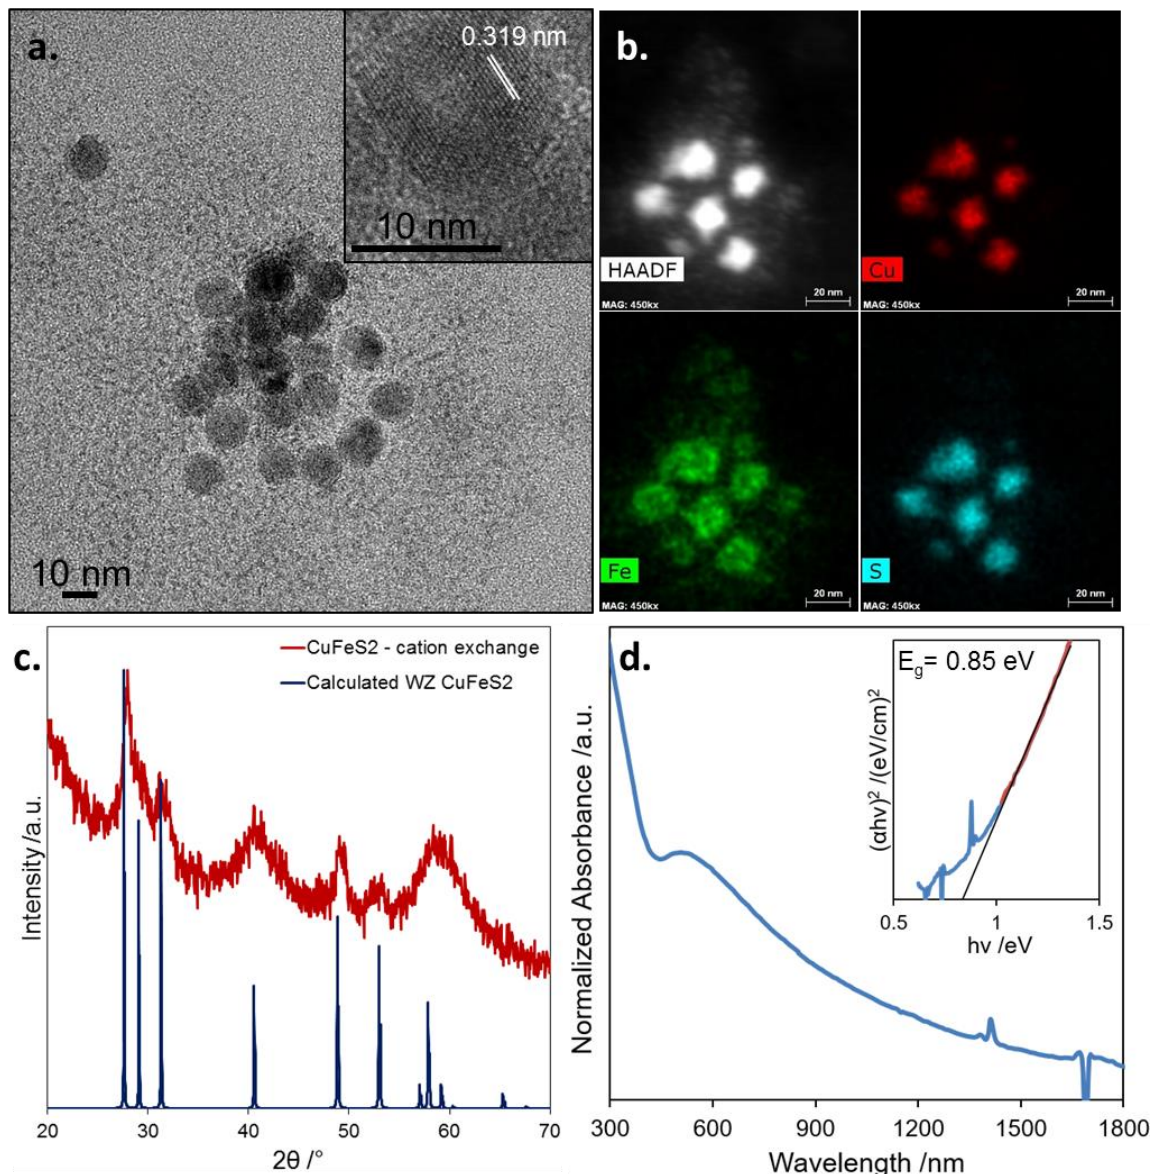 a.
0.319 nm
10 nm
10 nm
b.
HAADF
MAG: 450kx
20 nm
Cu
MAG: 450kx
20 nm
Fe
MAG: 450kx
20 nm
S
MAG: 450kx
20 nm
c.
CuFeS2 - cation exchange
Calculated WZ CuFeS2
Intensity /a.u.
20 30 40 50 60 70
2θ /°
d.
Eg= 0.85 eV
(αhv)² /(eV/cm)²
0.5 1 1.5
hv /eV
Normalized Absorbance /a.u.
300 600 900 1200 1500 1800
Wavelength /nm